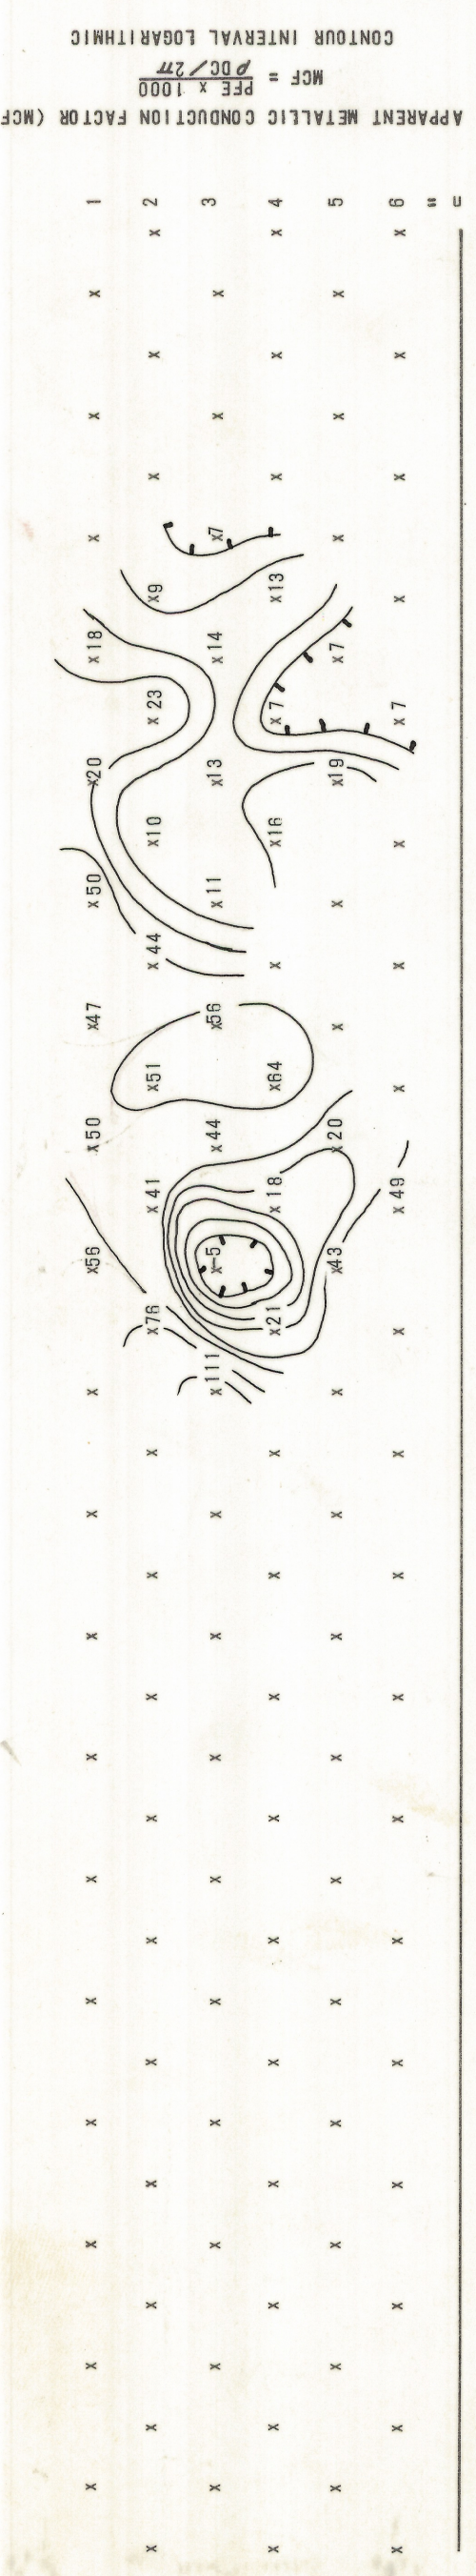 APPARENT METALLIC CONDUCTION FACTOR (MCF
MCF = PFE x 1000
ρDC/2π
CONTOUR INTERVAL LOGARITHMIC
x x x x x x x x x x x56 x50 x47 x50 x20 x18 x x x 1
x x x x x x x x x x x76 x41 x51 x44 x10 x23 x9 x x x 2
x x x x x x x x x x111 x-5 x44 x56 x11 x13 x14 x7 x x 3
x x x x x x x x x x x21 x18 x64 x x16 x7 x13 x x x 4
x x x x x x x x x x x43 x20 x x x19 x7 x x x 5
x x x x x x x x x x x x49 x x x x7 x x x x 6
n =